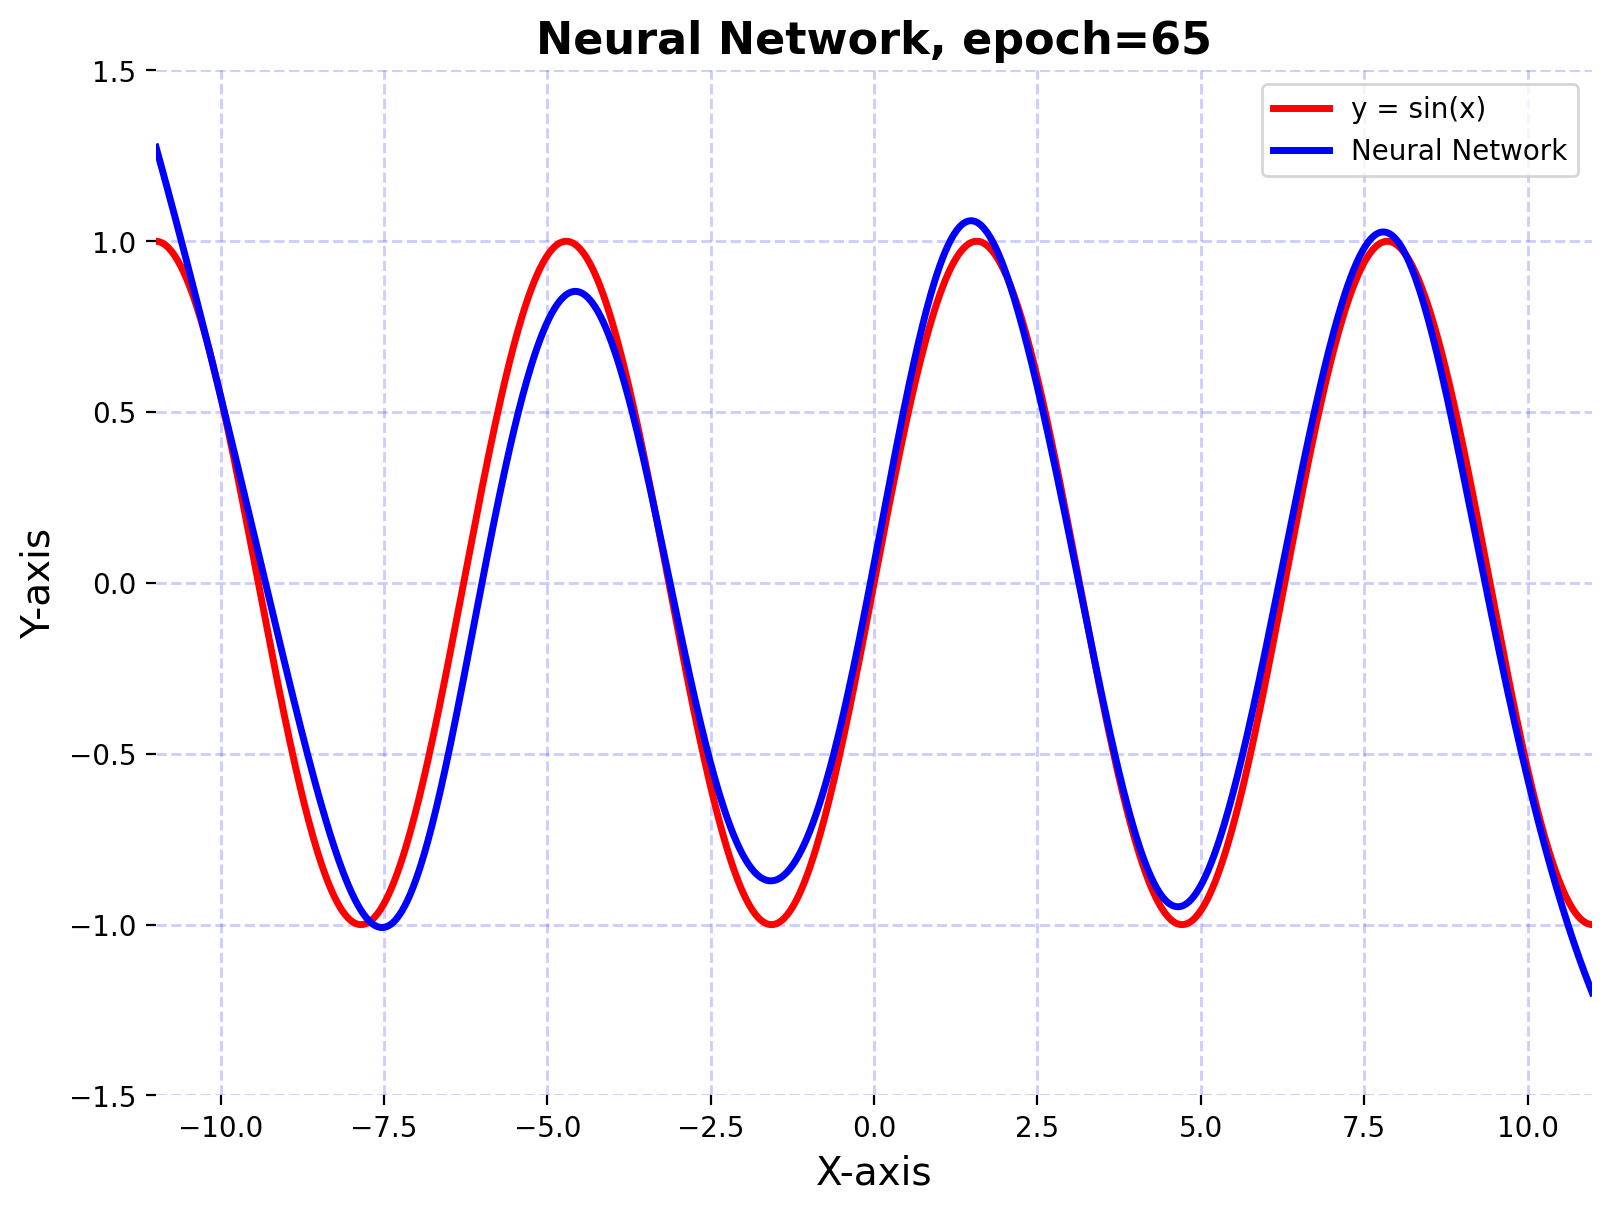 Neural Network, epoch=65
y = sin(x)
Neural Network
1.5
1.0
0.5
0.0
−0.5
−1.0
−1.5
Y-axis
−10.0 −7.5 −5.0 −2.5 0.0 2.5 5.0 7.5 10.0
X-axis